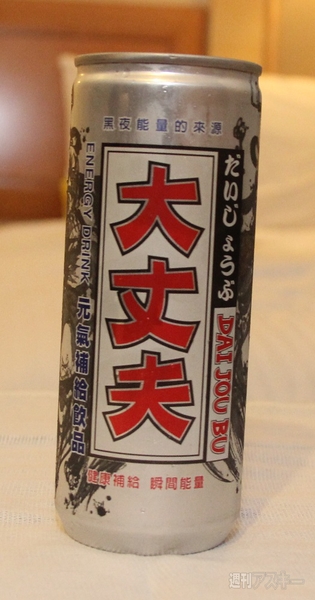 黑夜能量的來源
大丈夫
だいじょうぶ
DAI JOU BU
ENERGY DRINK 元氣補給飲品
健康補給 瞬間能量
週刊アスキー